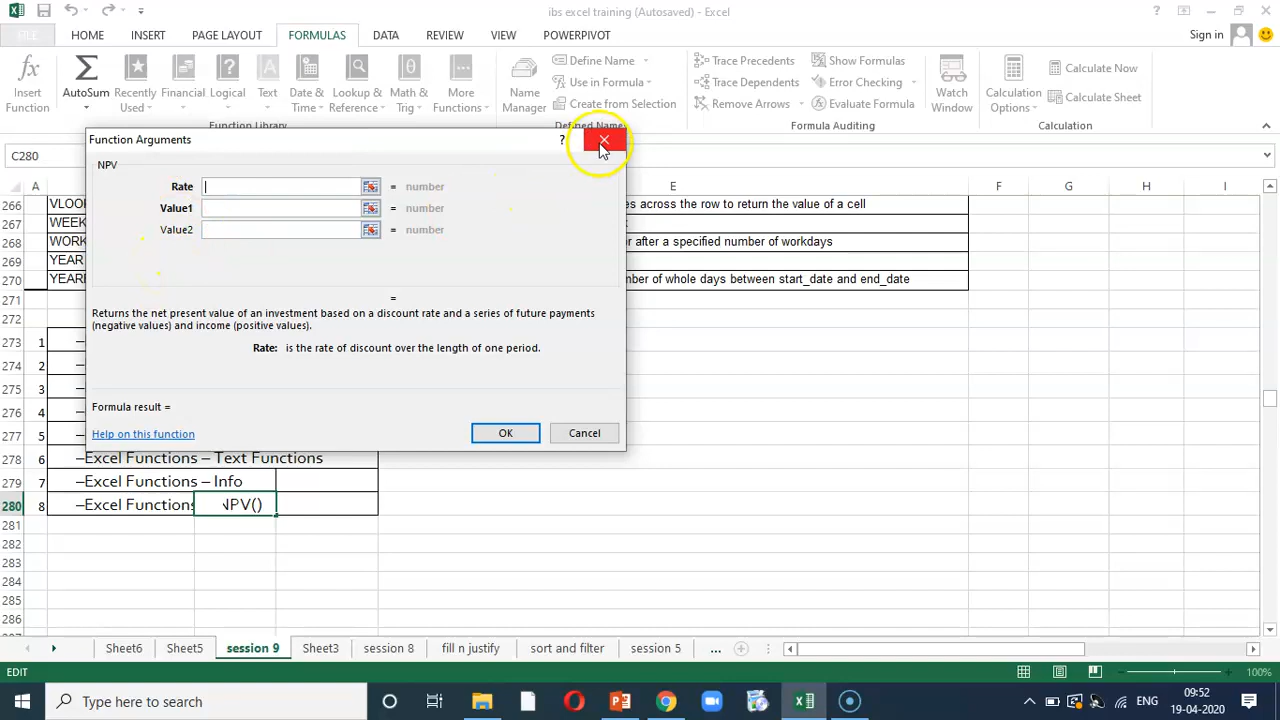 ibs excel training (Autosaved) - Excel
FILE
HOME
INSERT
PAGE LAYOUT
FORMULAS
DATA
REVIEW
VIEW
POWERPIVOT
Sign in
Insert Function
AutoSum
Recently Used
Financial
Logical
Text
Date & Time
Lookup & Reference
Math & Trig
More Functions
Function Library
Name Manager
Define Name
Use in Formula
Create from Selection
Defined Name
Trace Precedents
Trace Dependents
Remove Arrows
Show Formulas
Error Checking
Evaluate Formula
Formula Auditing
Watch Window
Calculation Options
Calculate Now
Calculate Sheet
Calculation
C280
Function Arguments
?
NPV
Rate = number
Value1 = number
Value2 = number
=
Returns the net present value of an investment based on a discount rate and a series of future payments
(negative values) and income (positive values).
Rate: is the rate of discount over the length of one period.
Formula result =
Help on this function
OK
Cancel
A E F G H I
266 VLOO es across the row to return the value of a cell
267 WEEK
268 WORK er after a specified number of workdays
269 YEAR
270 YEAR mber of whole days between start_date and end_date
271
272
273 1 –
274 2
275 3 –
276 4 –
277 5 –
278 6 –Excel Functions – Text Functions
279 7 –Excel Functions – Info
280 8 –Excel Functions NPV()
281
282
283
284
285
286
Sheet6
Sheet5
session 9
Sheet3
session 8
fill n justify
sort and filter
session 5
...
EDIT
100%
Type here to search
ENG
09:52
19-04-2020